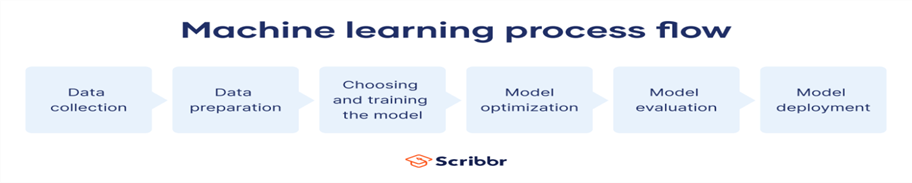 Machine learning process flow
Data
collection
Data
preparation
Choosing
and training
the model
Model
optimization
Model
evaluation
Model
deployment
Scribbr